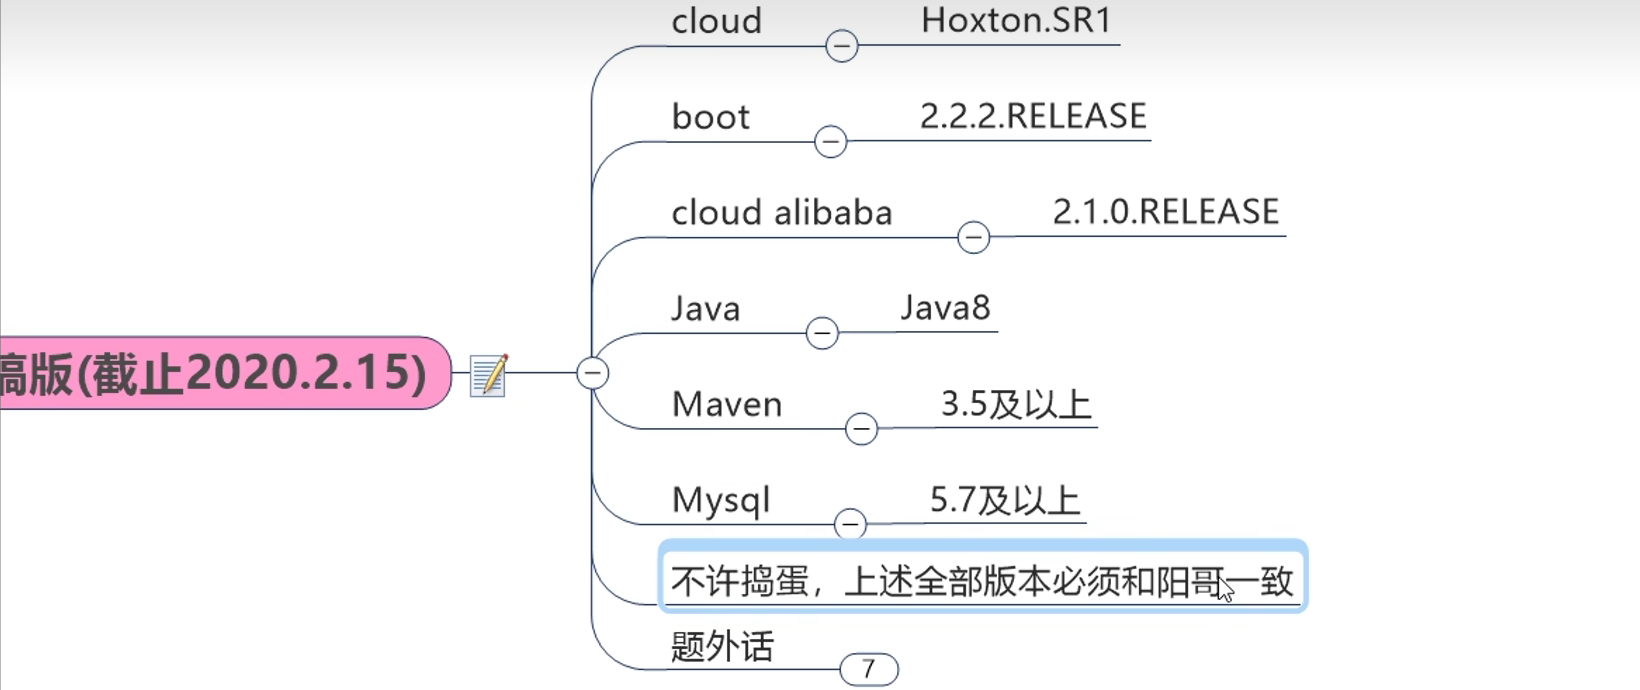 cloud
Hoxton.SR1
boot
2.2.2.RELEASE
cloud alibaba
2.1.0.RELEASE
Java
Java8
稿版(截止2020.2.15)
Maven
3.5及以上
Mysql
5.7及以上
不许捣蛋，上述全部版本必须和阳哥一致
题外话
7